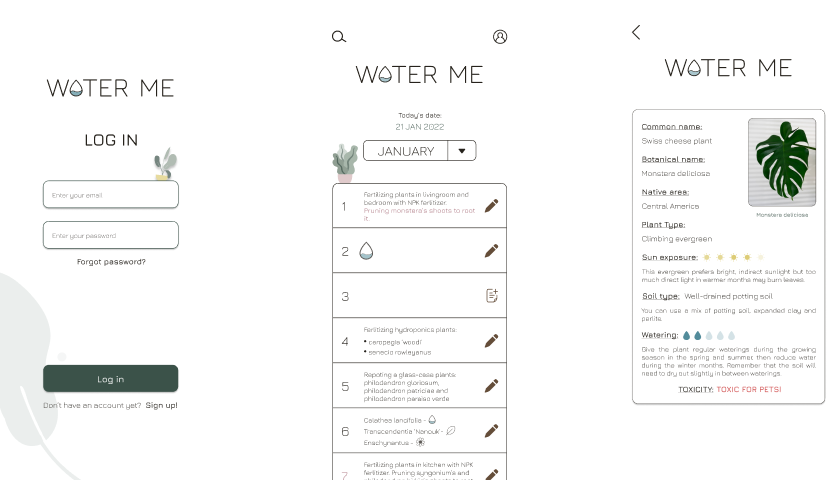 WATER ME
LOG IN
Enter your email
Enter your password
Forgot password?
Log in
Don't have an account yet? Sign up!
WATER ME
Today's date:
21 JAN 2022
JANUARY
1
Fertilizing plants in livingroom and
bedroom with NPK ferlitizer.
Pruning monstera's shoots to root
it.
2
3
4
Ferlitizing hydroponics plants:
• ceropegia 'woodi'
• senecio rowleyanus
5
Repoting a glass-case plants:
philodendron gloriosum,
philodendron patriciae and
philodendron paraiso verde
6
Calathea lancifolia -
Transcendentia 'Nanouk' -
Enschynantus -
7
Fertilizing plants in kitchen with NPK
ferlitizer. Pruning syngonium's and
WATER ME
Common name:
Swiss cheese plant
Botanical name:
Monstera deliciosa
Native area:
Central America
Plant Type:
Climbing evergreen
Monstera deliciosa
Sun exposure:
This evergreen prefers bright, indirect sunlight but too
much direct light in warmer months may burn leaves.
Soil type: Well-drained potting soil
You can use a mix of potting soil, expanded clay and
perlite.
Watering:
Give the plant regular waterings during the growing
season in the spring and summer, then reduce water
during the winter months. Remember that the soil will
need to dry out slightly in between waterings.
TOXICITY: TOXIC FOR PETS!